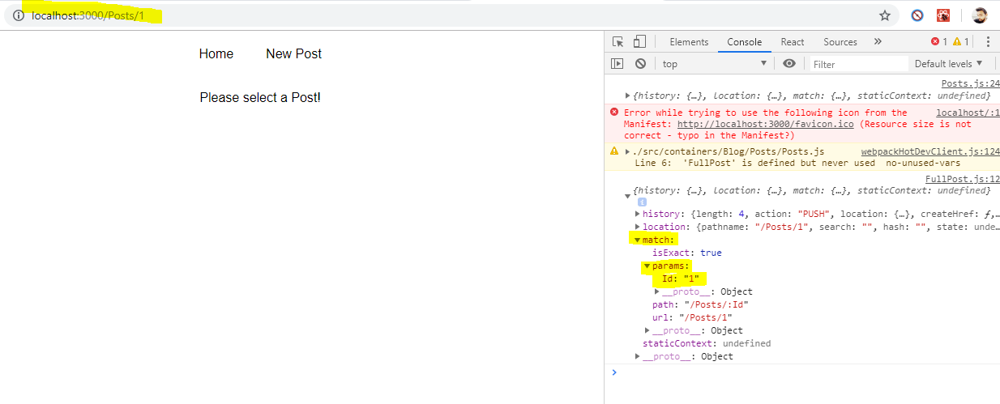 localhost:3000/Posts/1
Home New Post
Please select a Post!
Elements Console React Sources » 1 1
top Filter Default levels ▼
Posts.js:24
{history: {…}, location: {…}, match: {…}, staticContext: undefined}
Error while trying to use the following icon from the localhost/:1
Manifest: http://localhost:3000/favicon.ico (Resource size is not
correct - typo in the Manifest?)
./src/containers/Blog/Posts/Posts.js webpackHotDevClient.js:124
Line 6: 'FullPost' is defined but never used no-unused-vars
FullPost.js:12
{history: {…}, location: {…}, match: {…}, staticContext: undefined}
i
history: {length: 4, action: "PUSH", location: {…}, createHref: ƒ,…
location: {pathname: "/Posts/1", search: "", hash: "", state: unde…
match:
isExact: true
params:
Id: "1"
__proto__: Object
path: "/Posts/:Id"
url: "/Posts/1"
__proto__: Object
staticContext: undefined
__proto__: Object